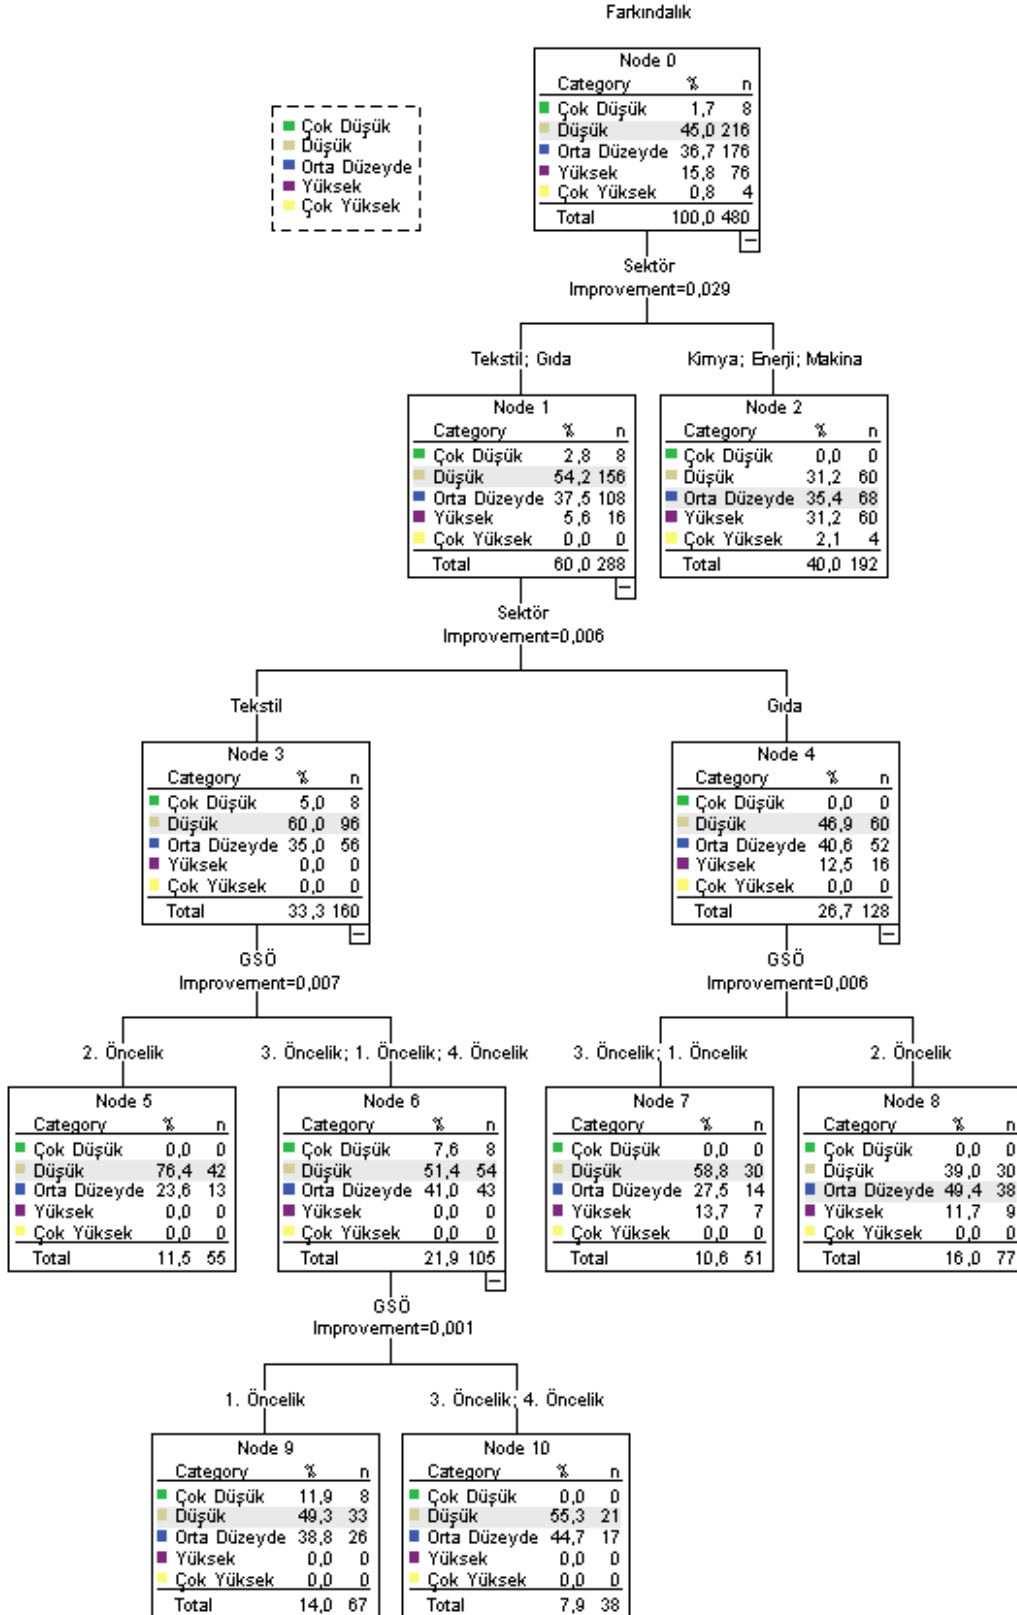 Farkındalık
Node 0
Category % n
Çok Düşük 1,7 8
Düşük 45,0 216
Orta Düzeyde 36,7 176
Yüksek 15,8 76
Çok Yüksek 0,8 4
Total 100,0 480
Çok Düşük
Düşük
Orta Düzeyde
Yüksek
Çok Yüksek
Sektör
Improvement=0,029
Tekstil; Gıda
Kimya; Enerji; Makina
Node 1
Category % n
Çok Düşük 2,8 8
Düşük 54,2 156
Orta Düzeyde 37,5 108
Yüksek 5,6 16
Çok Yüksek 0,0 0
Total 60,0 288
Node 2
Category % n
Çok Düşük 0,0 0
Düşük 31,2 60
Orta Düzeyde 35,4 68
Yüksek 31,2 60
Çok Yüksek 2,1 4
Total 40,0 192
Sektör
Improvement=0,006
Tekstil
Gıda
Node 3
Category % n
Çok Düşük 5,0 8
Düşük 60,0 96
Orta Düzeyde 35,0 56
Yüksek 0,0 0
Çok Yüksek 0,0 0
Total 33,3 160
Node 4
Category % n
Çok Düşük 0,0 0
Düşük 46,9 60
Orta Düzeyde 40,6 52
Yüksek 12,5 16
Çok Yüksek 0,0 0
Total 26,7 128
GSÖ
Improvement=0,007
GSÖ
Improvement=0,006
2. Öncelik
3. Öncelik; 1. Öncelik; 4. Öncelik
3. Öncelik; 1. Öncelik
2. Öncelik
Node 5
Category % n
Çok Düşük 0,0 0
Düşük 76,4 42
Orta Düzeyde 23,6 13
Yüksek 0,0 0
Çok Yüksek 0,0 0
Total 11,5 55
Node 6
Category % n
Çok Düşük 7,6 8
Düşük 51,4 54
Orta Düzeyde 41,0 43
Yüksek 0,0 0
Çok Yüksek 0,0 0
Total 21,9 105
Node 7
Category % n
Çok Düşük 0,0 0
Düşük 58,8 30
Orta Düzeyde 27,5 14
Yüksek 13,7 7
Çok Yüksek 0,0 0
Total 10,6 51
Node 8
Category % n
Çok Düşük 0,0 0
Düşük 39,0 30
Orta Düzeyde 49,4 38
Yüksek 11,7 9
Çok Yüksek 0,0 0
Total 16,0 77
GSÖ
Improvement=0,001
1. Öncelik
3. Öncelik; 4. Öncelik
Node 9
Category % n
Çok Düşük 11,9 8
Düşük 49,3 33
Orta Düzeyde 38,8 26
Yüksek 0,0 0
Çok Yüksek 0,0 0
Total 14,0 67
Node 10
Category % n
Çok Düşük 0,0 0
Düşük 55,3 21
Orta Düzeyde 44,7 17
Yüksek 0,0 0
Çok Yüksek 0,0 0
Total 7,9 38